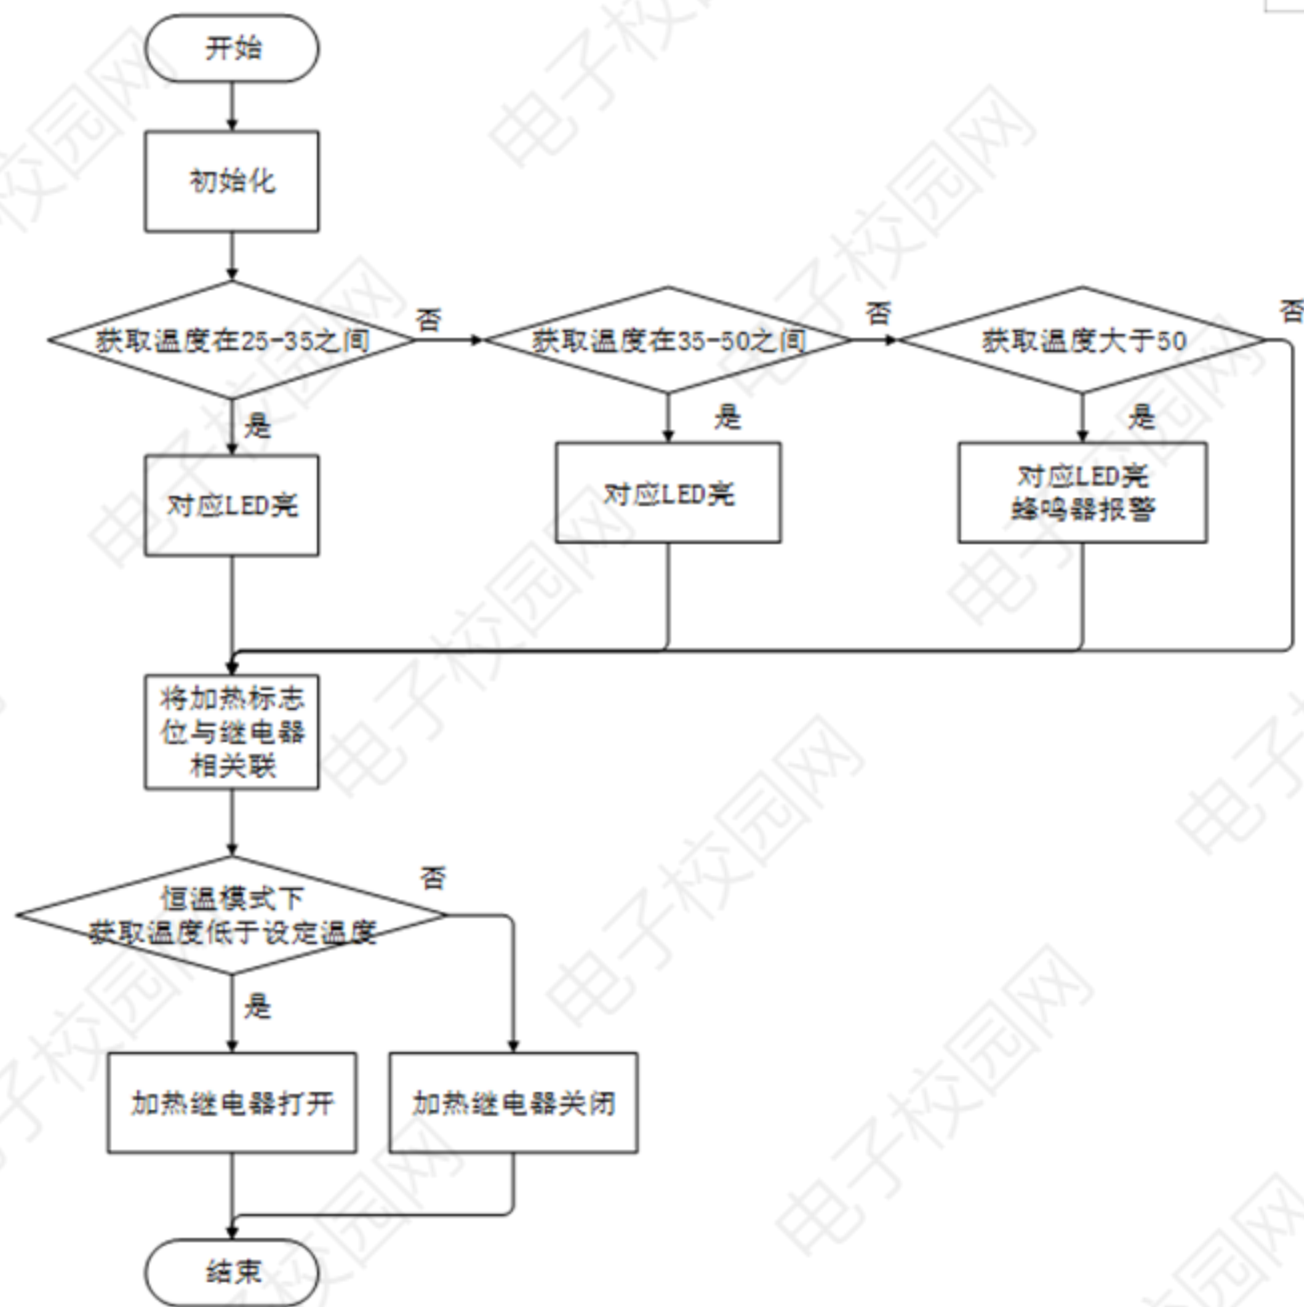 开始
初始化
获取温度在25-35之间
否
获取温度在35-50之间
否
获取温度大于50
否
是
是
是
对应LED亮
对应LED亮
对应LED亮
蜂鸣器报警
将加热标志
位与继电器
相关联
恒温模式下
获取温度低于设定温度
否
是
加热继电器打开
加热继电器关闭
结束
电子校园网